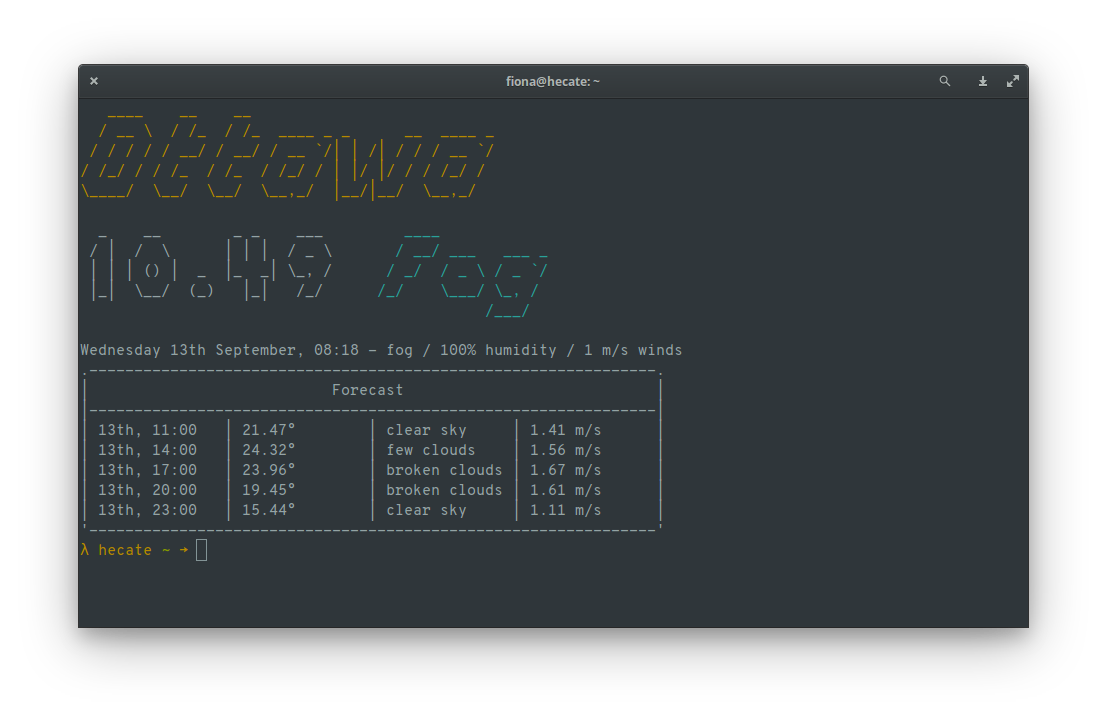 fiona@hecate: ~
Ottawa
10.49 Fog
Wednesday 13th September, 08:18 – fog / 100% humidity / 1 m/s winds
Forecast
13th, 11:00 | 21.47° | clear sky | 1.41 m/s
13th, 14:00 | 24.32° | few clouds | 1.56 m/s
13th, 17:00 | 23.96° | broken clouds | 1.67 m/s
13th, 20:00 | 19.45° | broken clouds | 1.61 m/s
13th, 23:00 | 15.44° | clear sky | 1.11 m/s
λ hecate ~ →